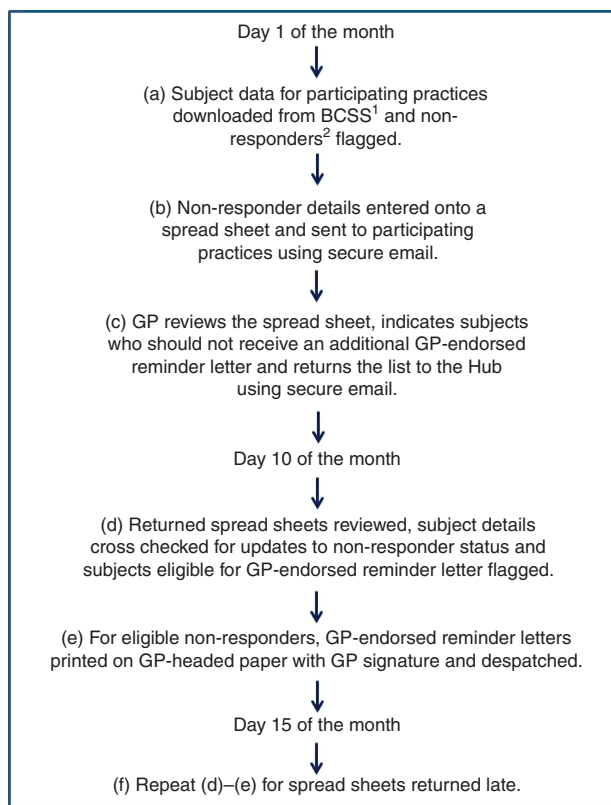 Day 1 of the month
(a) Subject data for participating practices
downloaded from BCSS1 and non-
responders2 flagged.
(b) Non-responder details entered onto a
spread sheet and sent to participating
practices using secure email.
(c) GP reviews the spread sheet, indicates subjects
who should not receive an additional GP-endorsed
reminder letter and returns the list to the Hub
using secure email.
Day 10 of the month
(d) Returned spread sheets reviewed, subject details
cross checked for updates to non-responder status and
subjects eligible for GP-endorsed reminder letter flagged.
(e) For eligible non-responders, GP-endorsed reminder letters
printed on GP-headed paper with GP signature and despatched.
Day 15 of the month
(f) Repeat (d)–(e) for spread sheets returned late.